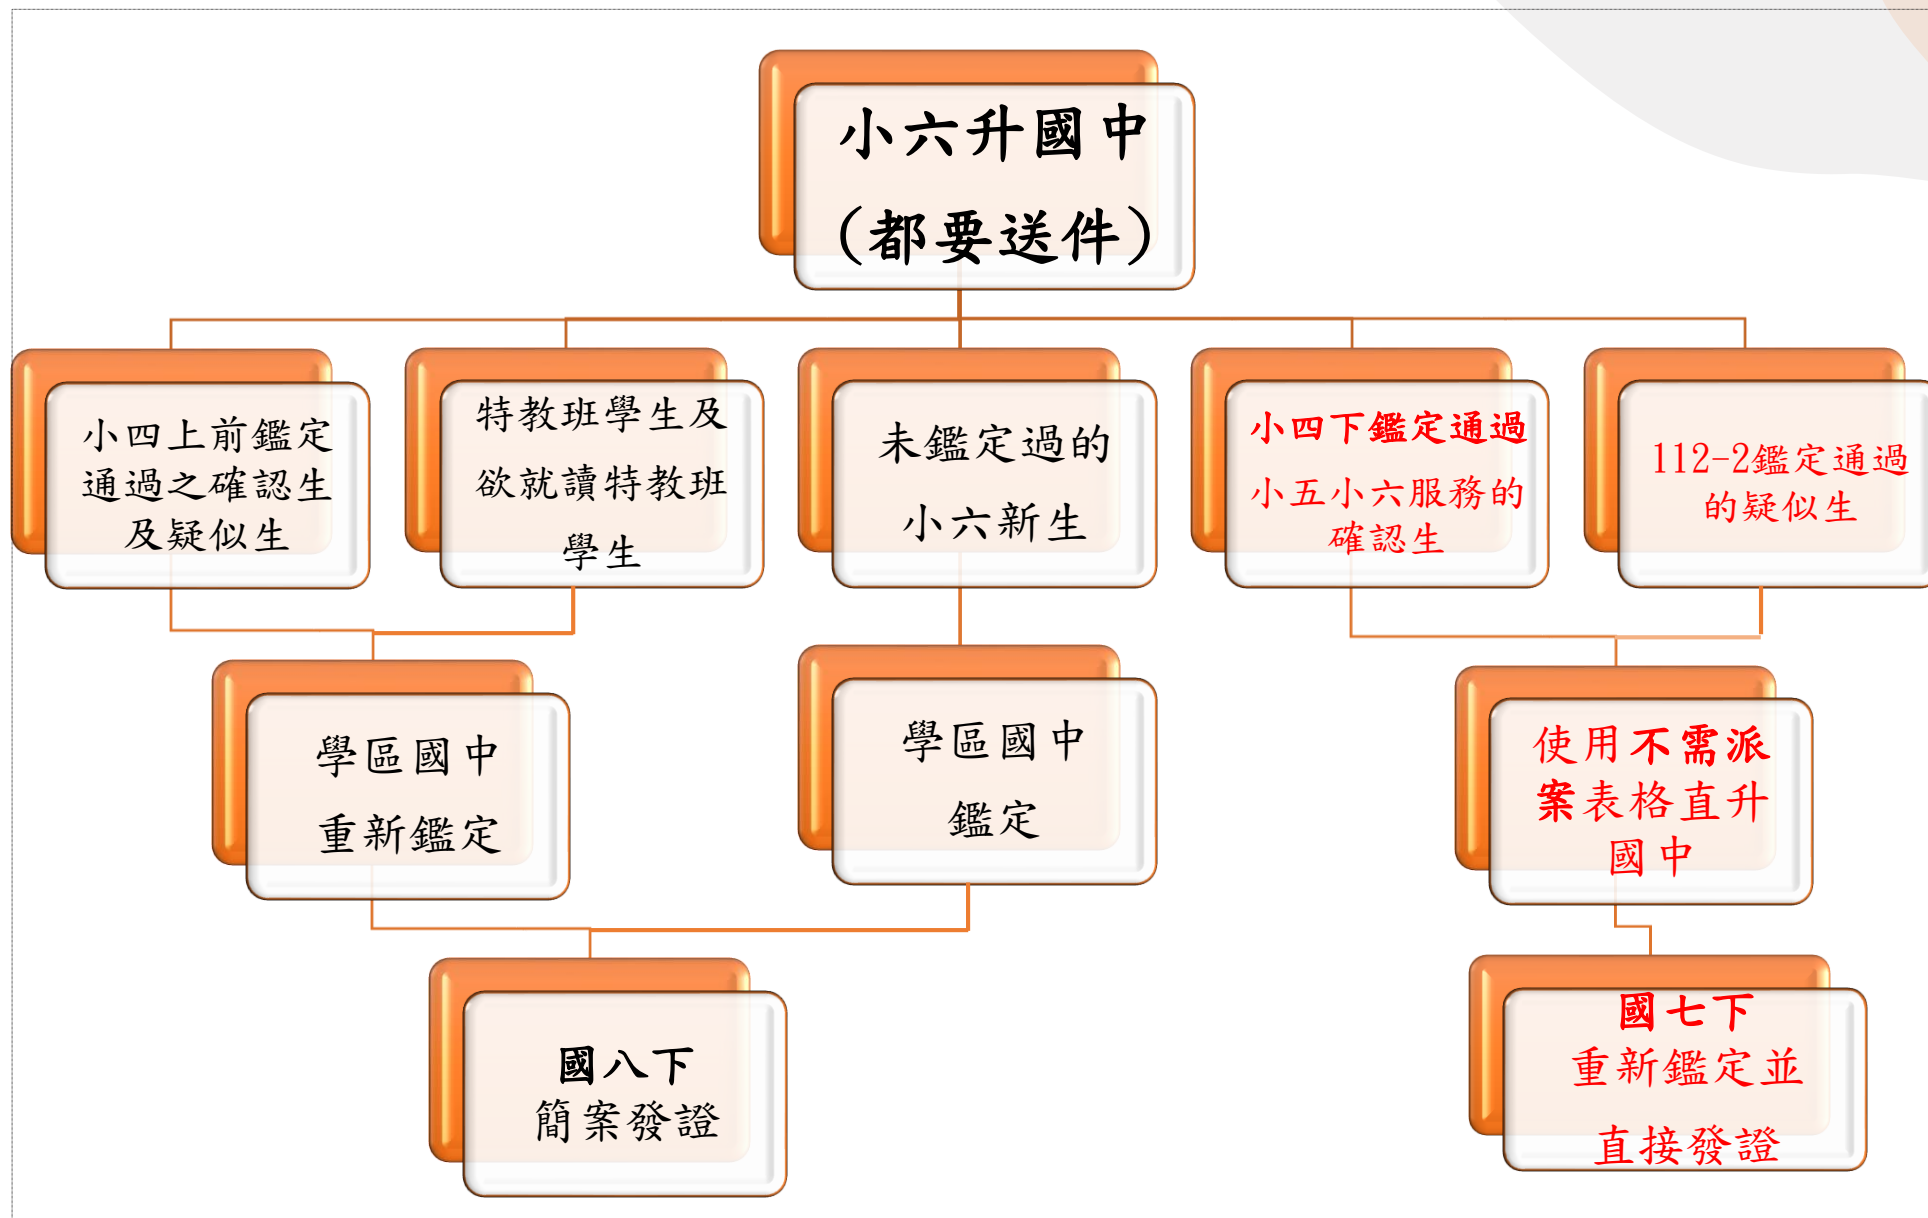 小六升國中
(都要送件)
小四上前鑑定
通過之確認生
及疑似生
特教班學生及
欲就讀特教班
學生
未鑑定過的
小六新生
小四下鑑定通過
小五小六服務的
確認生
112-2鑑定通過
的疑似生
學區國中
重新鑑定
學區國中
鑑定
使用不需派
案表格直升
國中
國八下
簡案發證
國七下
重新鑑定並
直接發證